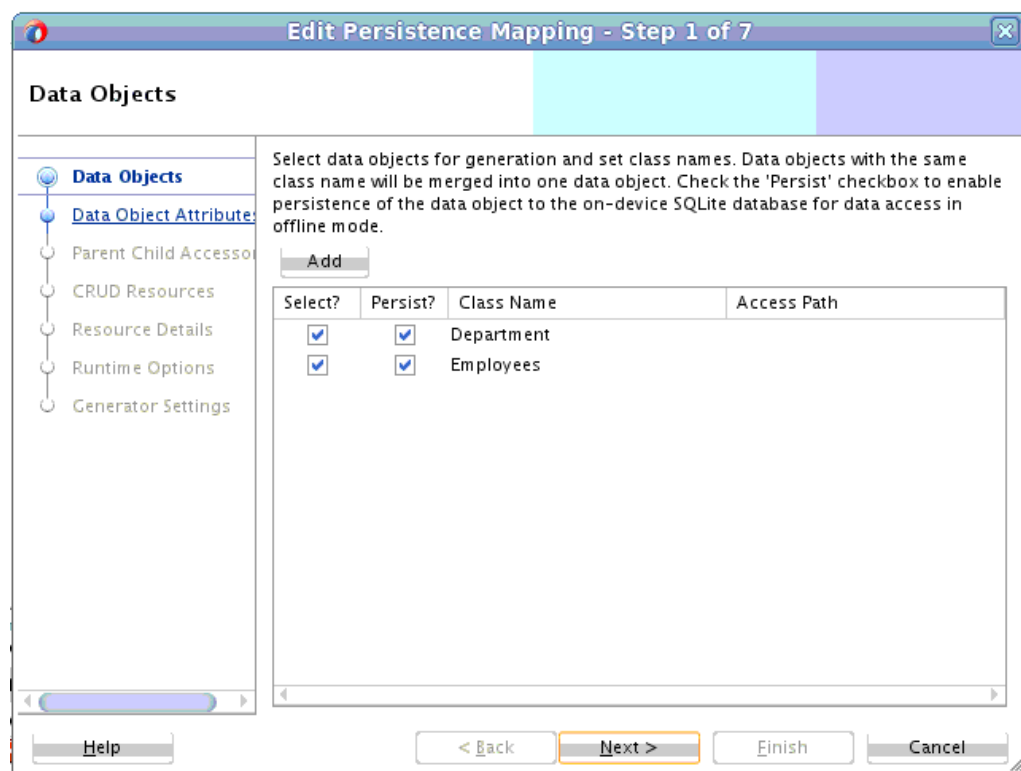 Edit Persistence Mapping - Step 1 of 7
Data Objects
Data Objects
Data Object Attributes
Parent Child Accesso
CRUD Resources
Resource Details
Runtime Options
Generator Settings
Select data objects for generation and set class names. Data objects with the same
class name will be merged into one data object. Check the 'Persist' checkbox to enable
persistence of the data object to the on-device SQLite database for data access in
offline mode.
Add
Select? Persist? Class Name Access Path
Department
Employees
Help < Back Next > Finish Cancel